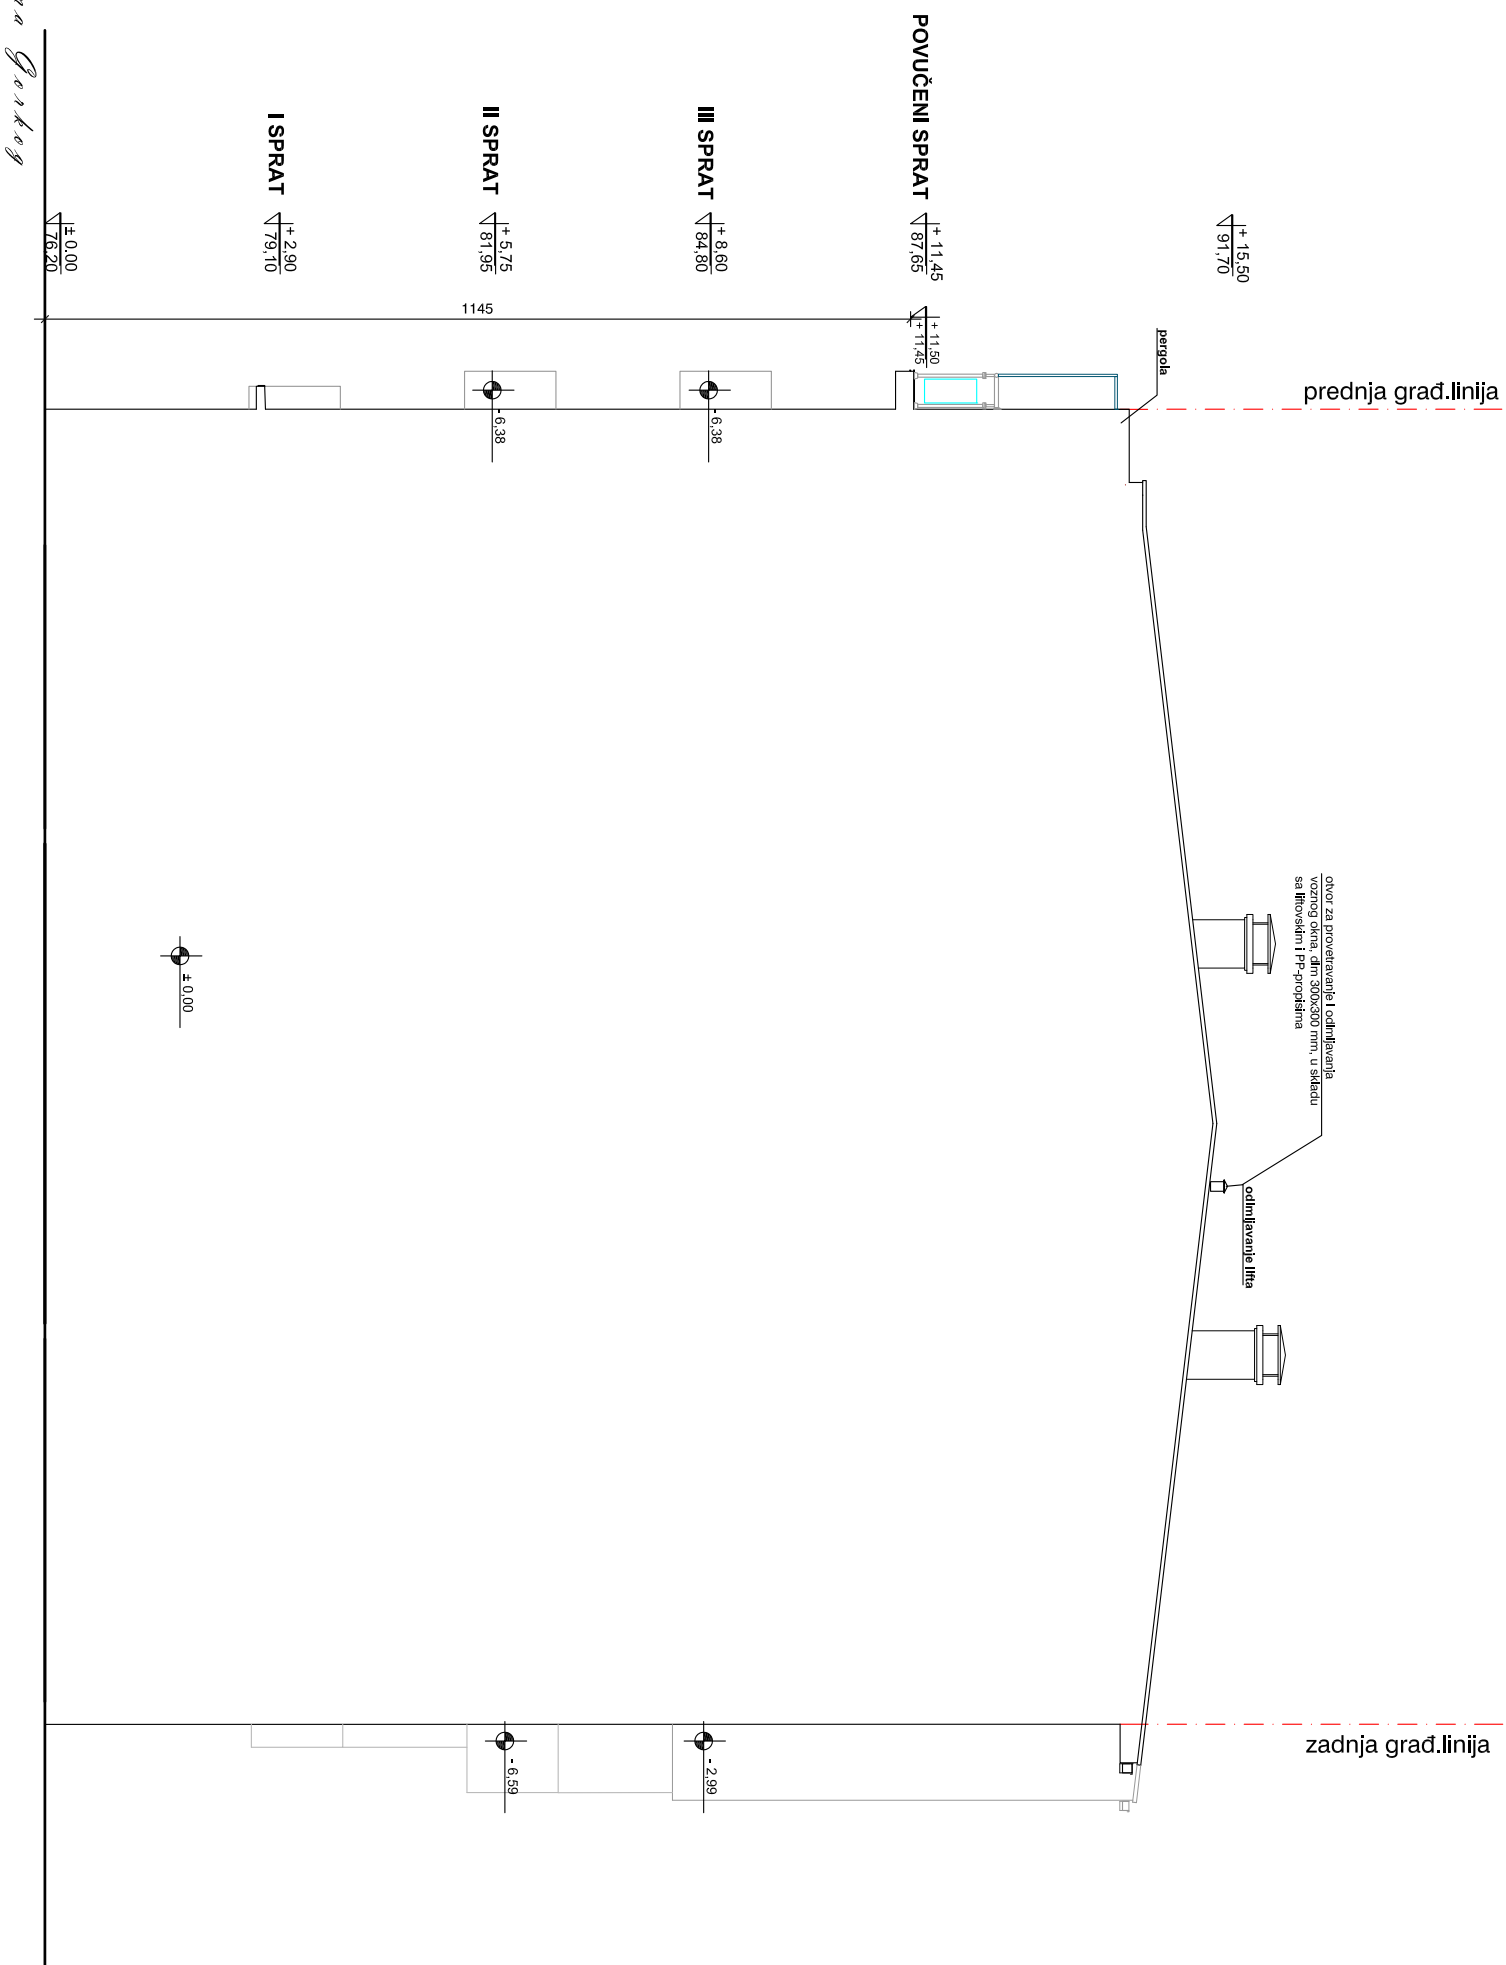 prednja građ.linija
zadnja građ.linija
+ 15,50
91,70
POVUČENI SPRAT
+ 11,45
87,65
+ 11,50
+ 11,45
III SPRAT
+ 8,60
84,80
II SPRAT
+ 5,75
81,95
I SPRAT
+ 2,90
79,10
± 0.00
76,20
1145
pergola
otvor za provetravanje i odimljavanja
voznog okna, dim 300x300 mm, u skladu
sa liftovskim i PP-propisima
odimljavanje lifta
- 6,38
- 6,38
± 0,00
- 6,59
- 2,99
Gorkog